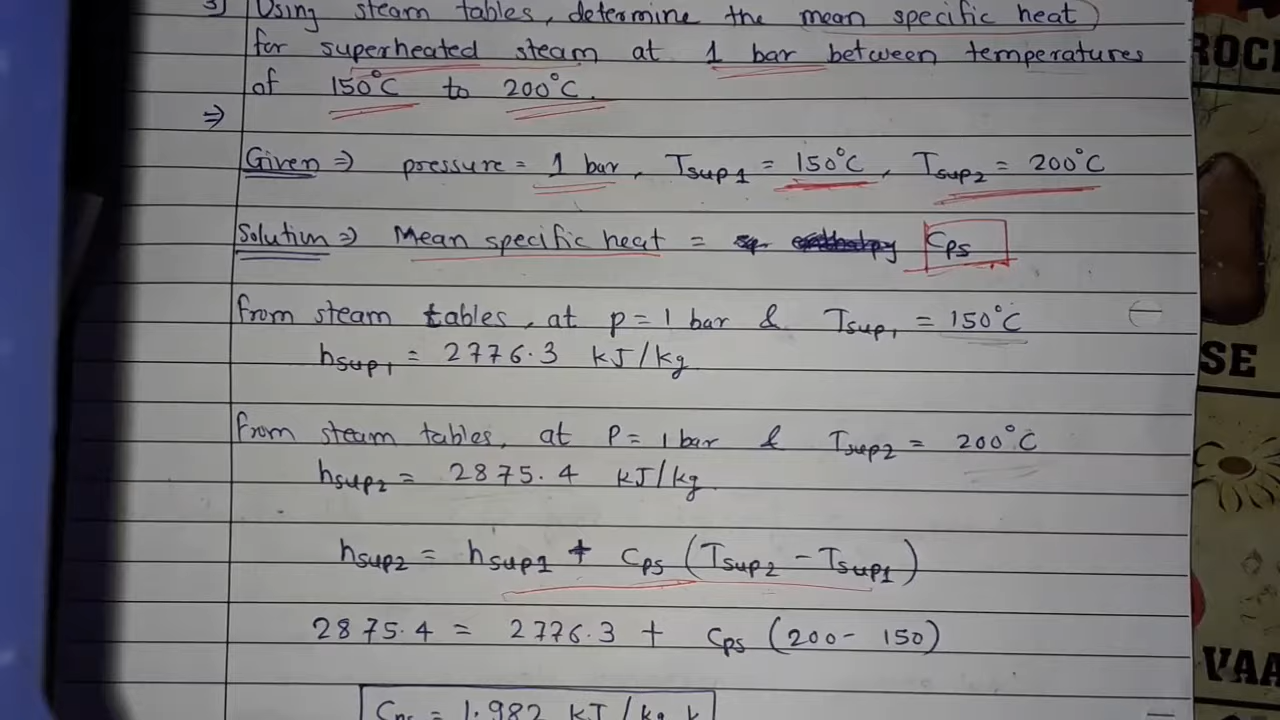 3) Using steam tables, determine the mean specific heat
for superheated steam at 1 bar between temperatures
of 150°C to 200°C.
⇒
Given ⇒ pressure = 1 bar, Tsup1 = 150°C, Tsup2 = 200°C
Solution ⇒ Mean specific heat = Cps
from steam tables, at p = 1 bar & Tsup1 = 150°C
hsup1 = 2776.3 kJ/kg
from steam tables, at P = 1 bar & Tsup2 = 200°C
hsup2 = 2875.4 kJ/kg
hsup2 = hsup1 + Cps (Tsup2 - Tsup1)
2875.4 = 2776.3 + Cps (200 - 150)
Cps = 1.982 kJ/kg k
ROC
SE
VAA